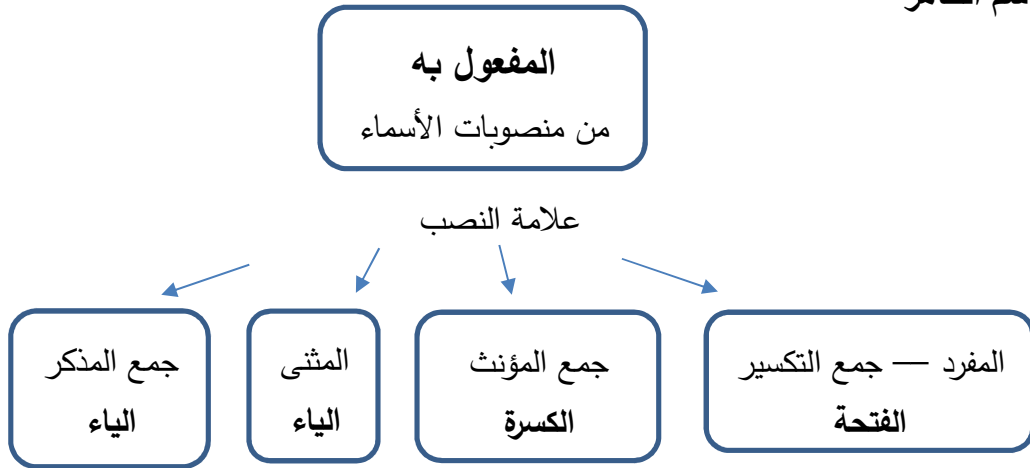 المفعول به
من منصوبات الأسماء
علامة النصب
المفرد — جمع التكسير
الفتحة
جمع المؤنث
الكسرة
المثنى
الياء
جمع المذكر
الياء